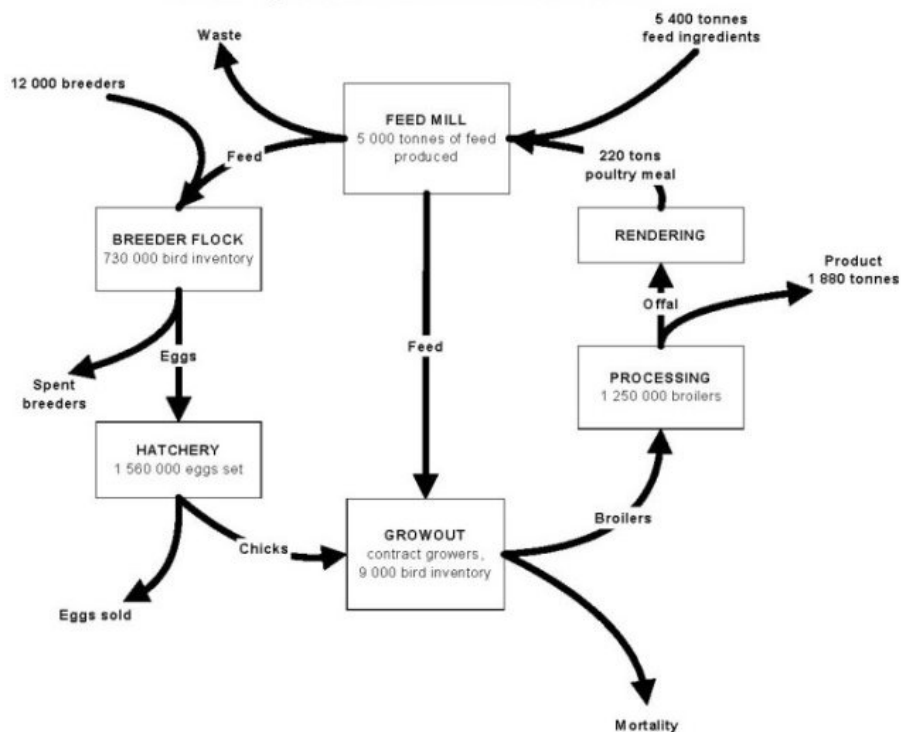 Waste
5 400 tonnes
feed ingredients
12 000 breeders
FEED MILL
5 000 tonnes of feed
produced
Feed
220 tons
poultry meal
BREEDER FLOCK
730 000 bird inventory
RENDERING
Product
1 880 tonnes
Offal
Feed
Eggs
Spent
breeders
PROCESSING
1 250 000 broilers
HATCHERY
1 560 000 eggs set
Broilers
Chicks
GROWOUT
contract growers,
9 000 bird inventory
Eggs sold
Mortality